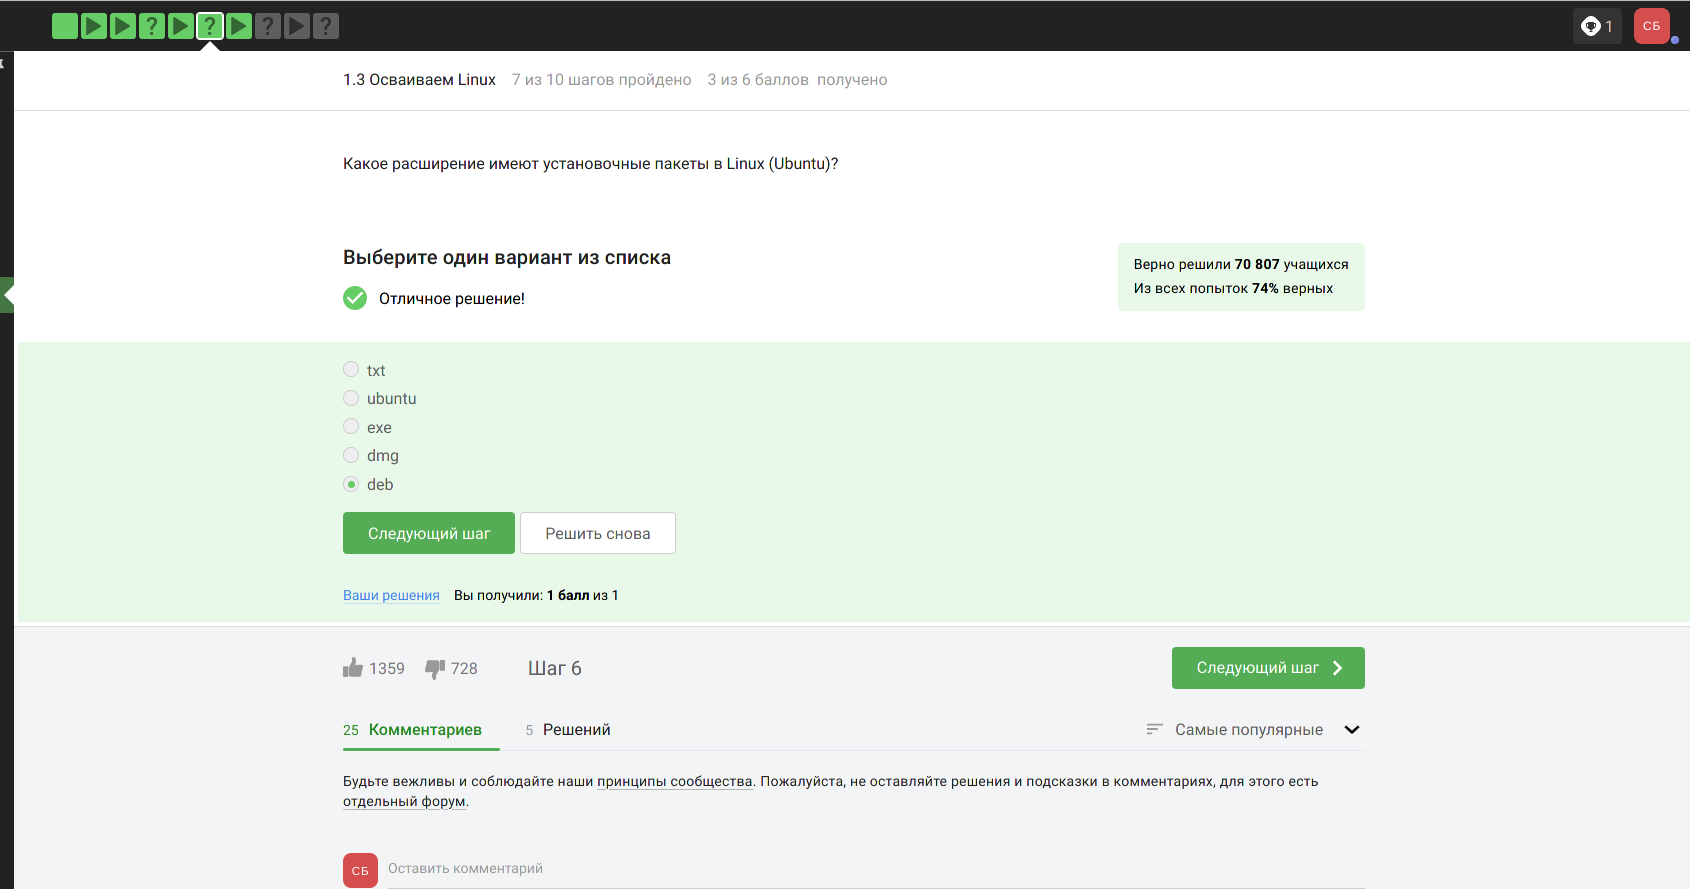 1
СБ
1.3 Осваиваем Linux 7 из 10 шагов пройдено 3 из 6 баллов получено
Какое расширение имеют установочные пакеты в Linux (Ubuntu)?
Выберите один вариант из списка
Отличное решение!
Верно решили 70 807 учащихся
Из всех попыток 74% верных
txt
ubuntu
exe
dmg
deb
Следующий шаг Решить снова
Ваши решения Вы получили: 1 балл из 1
1359 728 Шаг 6 Следующий шаг
25 Комментариев 5 Решений Самые популярные
Будьте вежливы и соблюдайте наши принципы сообщества. Пожалуйста, не оставляйте решения и подсказки в комментариях, для этого есть
отдельный форум.
СБ Оставить комментарий